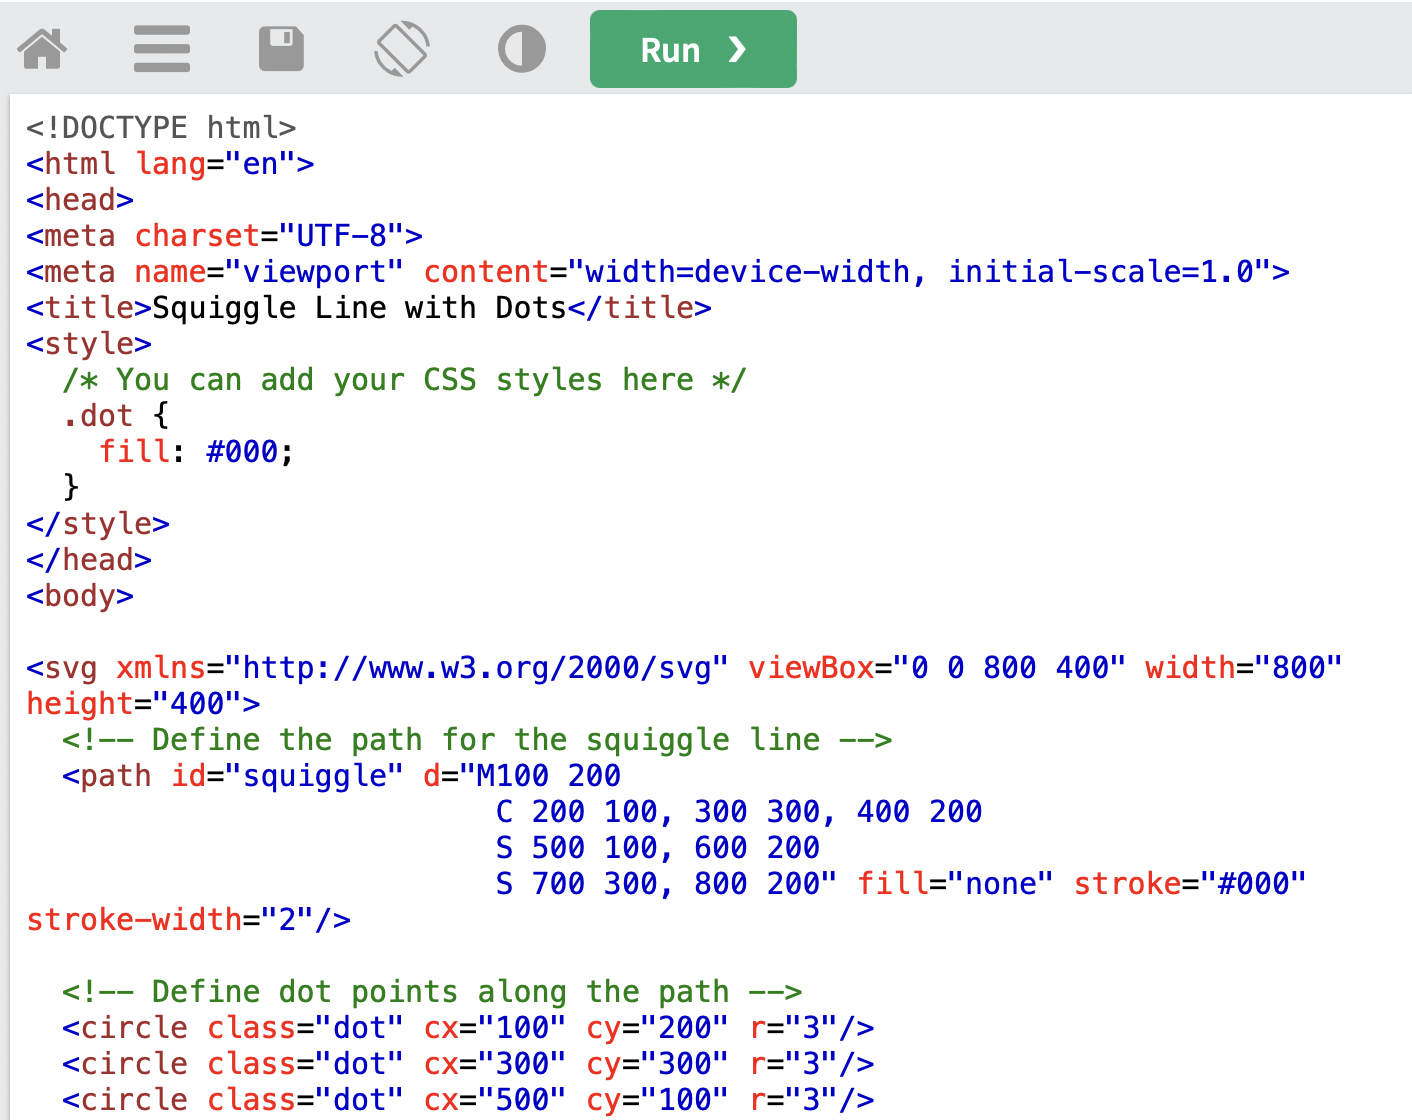 Run ❯
<!DOCTYPE html>
<html lang="en">
<head>
<meta charset="UTF-8">
<meta name="viewport" content="width=device-width, initial-scale=1.0">
<title>Squiggle Line with Dots</title>
<style>
  /* You can add your CSS styles here */
  .dot {
    fill: #000;
  }
</style>
</head>
<body>

<svg xmlns="http://www.w3.org/2000/svg" viewBox="0 0 800 400" width="800"
height="400">
  <!-- Define the path for the squiggle line -->
  <path id="squiggle" d="M100 200
                          C 200 100, 300 300, 400 200
                          S 500 100, 600 200
                          S 700 300, 800 200" fill="none" stroke="#000"
stroke-width="2"/>

  <!-- Define dot points along the path -->
  <circle class="dot" cx="100" cy="200" r="3"/>
  <circle class="dot" cx="300" cy="300" r="3"/>
  <circle class="dot" cx="500" cy="100" r="3"/>